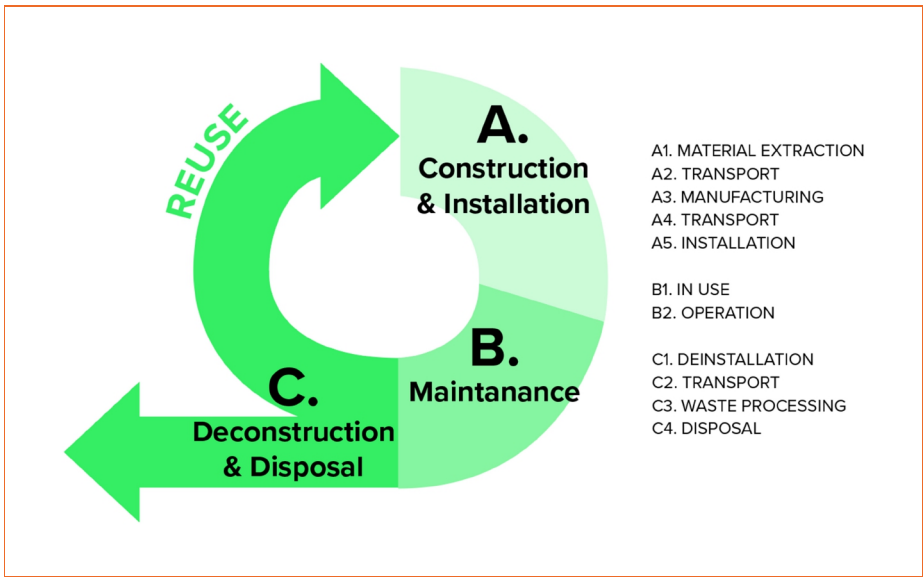 REUSE
A.
Construction
& Installation
B.
Maintanance
C.
Deconstruction
& Disposal
A1. MATERIAL EXTRACTION
A2. TRANSPORT
A3. MANUFACTURING
A4. TRANSPORT
A5. INSTALLATION
B1. IN USE
B2. OPERATION
C1. DEINSTALLATION
C2. TRANSPORT
C3. WASTE PROCESSING
C4. DISPOSAL